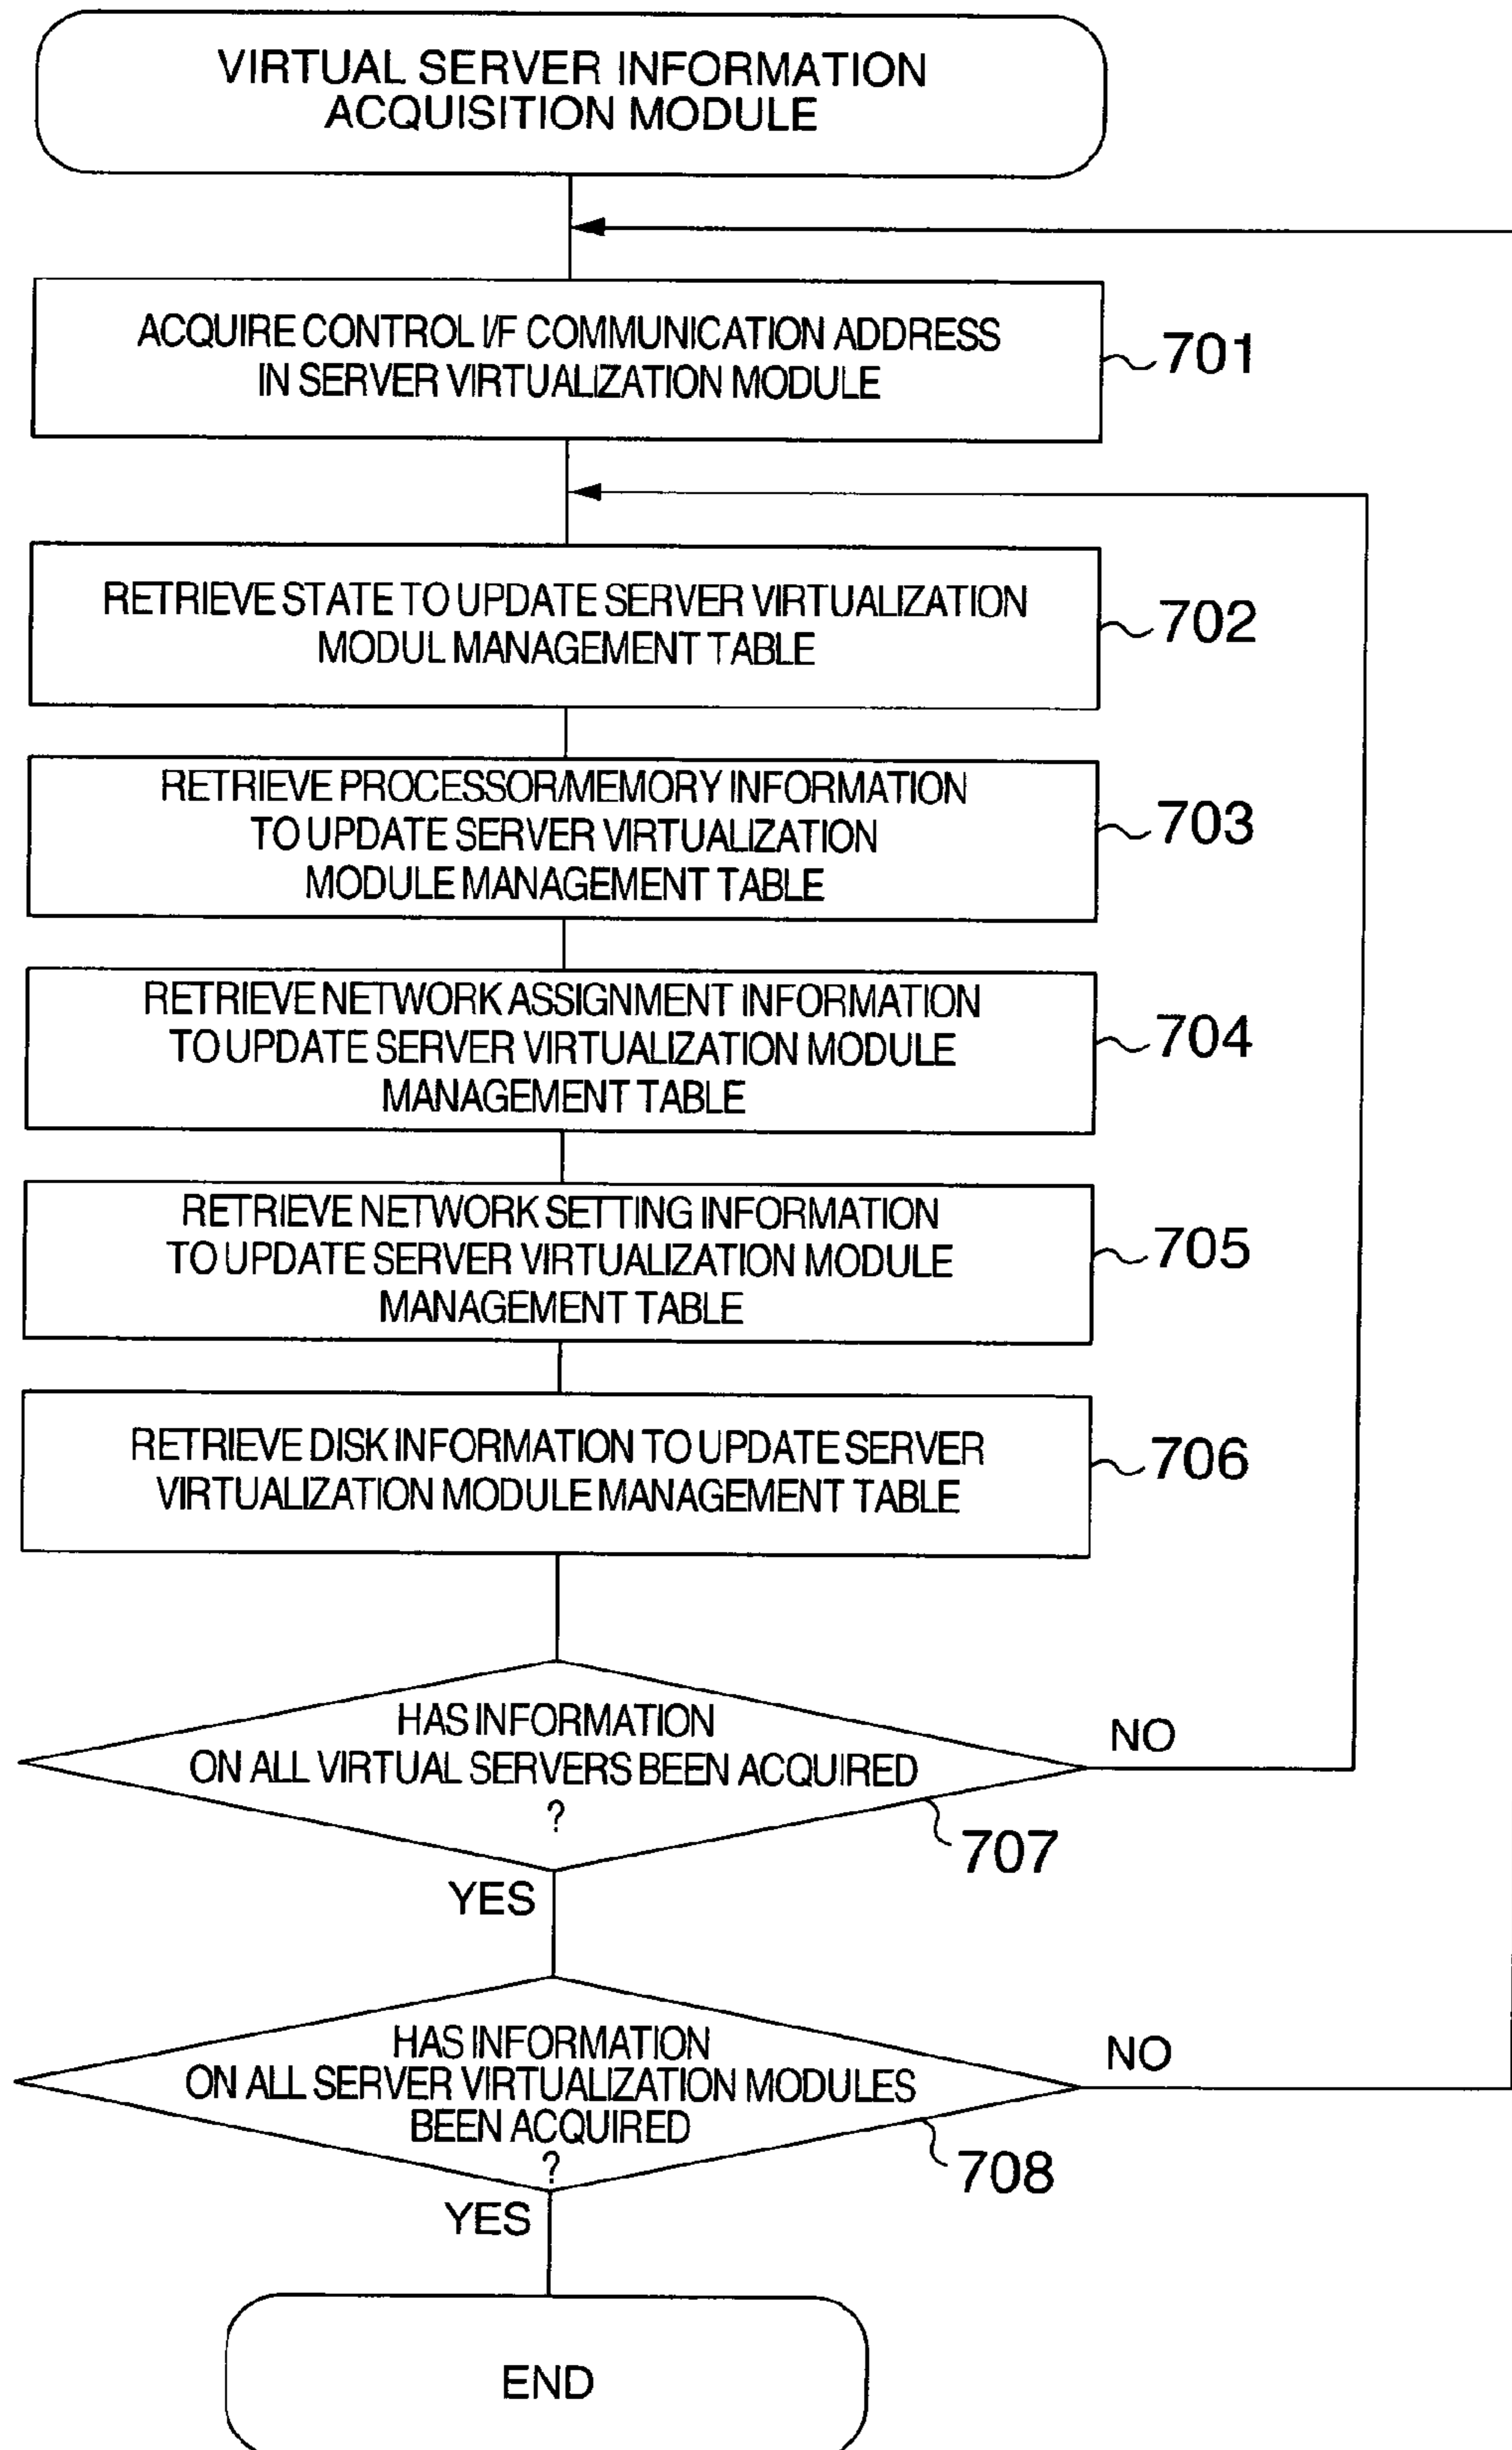 VIRTUAL SERVER INFORMATION
ACQUISITION MODULE
ACQUIRE CONTROL I/F COMMUNICATION ADDRESS
IN SERVER VIRTUALIZATION MODULE
701
RETRIEVE STATE TO UPDATE SERVER VIRTUALIZATION
MODUL MANAGEMENT TABLE
702
RETRIEVE PROCESSOR/MEMORY INFORMATION
TO UPDATE SERVER VIRTUALIZATION
MODULE MANAGEMENT TABLE
703
RETRIEVE NETWORK ASSIGNMENT INFORMATION
TO UPDATE SERVER VIRTUALIZATION MODULE
MANAGEMENT TABLE
704
RETRIEVE NETWORK SETTING INFORMATION
TO UPDATE SERVER VIRTUALIZATION MODULE
MANAGEMENT TABLE
705
RETRIEVE DISK INFORMATION TO UPDATE SERVER
VIRTUALIZATION MODULE MANAGEMENT TABLE
706
HAS INFORMATION
ON ALL VIRTUAL SERVERS BEEN ACQUIRED
?
NO
707
YES
HAS INFORMATION
ON ALL SERVER VIRTUALIZATION MODULES
BEEN ACQUIRED
?
NO
708
YES
END